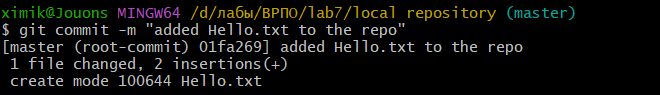 ximik@Jouons MINGW64 /d/лабы/ВРПО/lab7/local repository (master)
$ git commit -m "added Hello.txt to the repo"
[master (root-commit) 01fa269] added Hello.txt to the repo
 1 file changed, 2 insertions(+)
 create mode 100644 Hello.txt